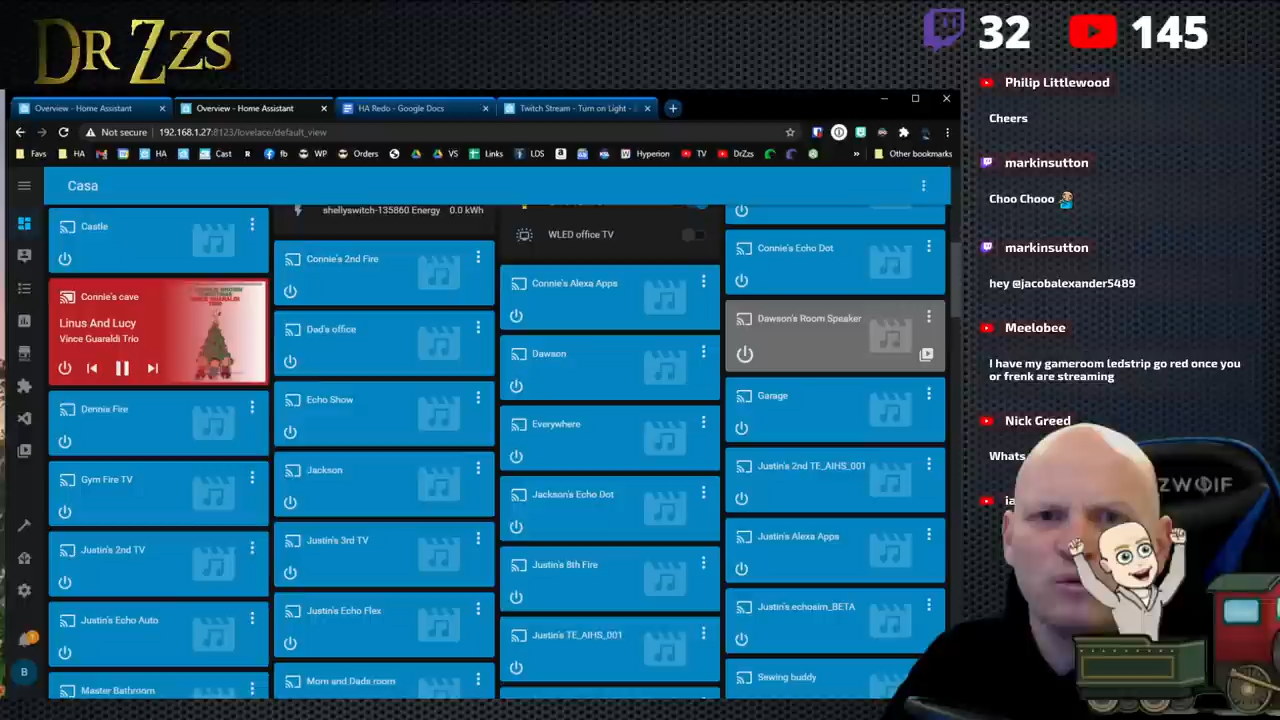 DR ZZS
32
145
Overview - Home Assistant
Overview - Home Assistant
HA Redo - Google Docs
Twitch Stream - Turn on Light -
Not secure
192.168.1.27:8123/lovelace/default_view
Favs
HA
HA
Cast
fb
WP
Orders
VS
Links
LDS
Hyperion
TV
DrZzs
Other bookmarks
Casa
Castle
Connie's cave
Linus And Lucy
Vince Guaraldi Trio
VINCE GUARALDI
TRIO
Dennis Fire
Gym Fire TV
Justin's 2nd TV
Justin's Echo Auto
Master Bathroom
B
shellyswitch-135860 Energy
0.0 kWh
Connie's 2nd Fire
Dad's office
Echo Show
Jackson
Justin's 3rd TV
Justin's Echo Flex
Mom and Dads room
WLED office TV
Connie's Alexa Apps
Dawson
Everywhere
Jackson's Echo Dot
Justin's 8th Fire
Justin's TE_AIHS_001
Connie's Echo Dot
Dawson's Room Speaker
Garage
Justin's 2nd TE_AIHS_001
Justin's Alexa Apps
Justin's echosim_BETA
Sewing buddy
Philip Littlewood
Cheers
markinsutton
Choo Chooo
markinsutton
hey @jacobalexander5489
Meelobee
I have my gameroom ledstrip go red once you
or frenk are streaming
Nick Greed
Whats
ZWOLF